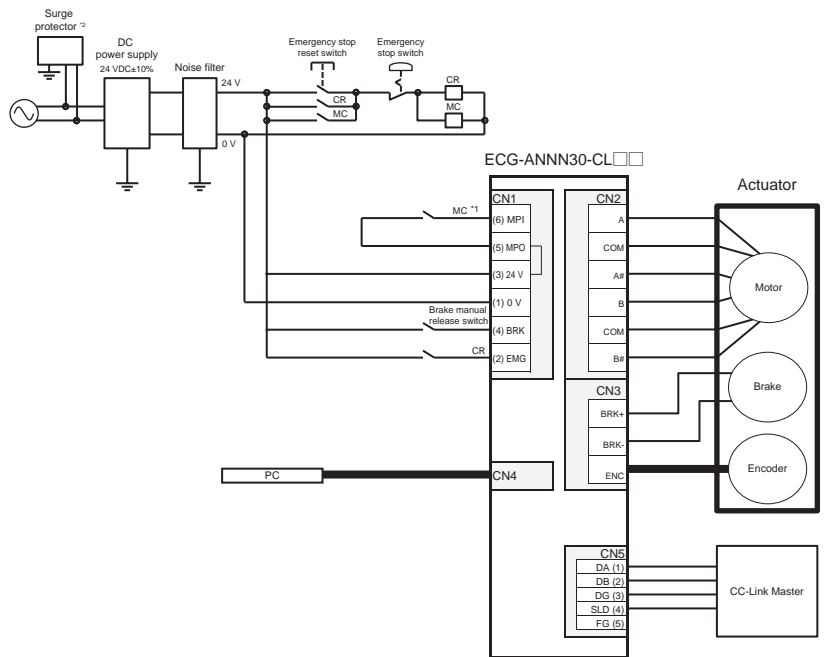 Surge
protector *2
DC
power supply
24 VDC±10%
Noise filter
24 V
0 V
Emergency stop
reset switch
Emergency
stop switch
CR
MC
CR
MC
ECG-ANNN30-CL□□
Actuator
CN1
(6) MPI
(5) MPO
(3) 24 V
(1) 0 V
(4) BRK
(2) EMG
MC *1
Brake manual
release switch
CR
CN2
A
COM
A#
B
COM
B#
CN3
BRK+
BRK-
ENC
Motor
Brake
Encoder
PC
CN4
CN5
DA (1)
DB (2)
DG (3)
SLD (4)
FG (5)
CC-Link Master